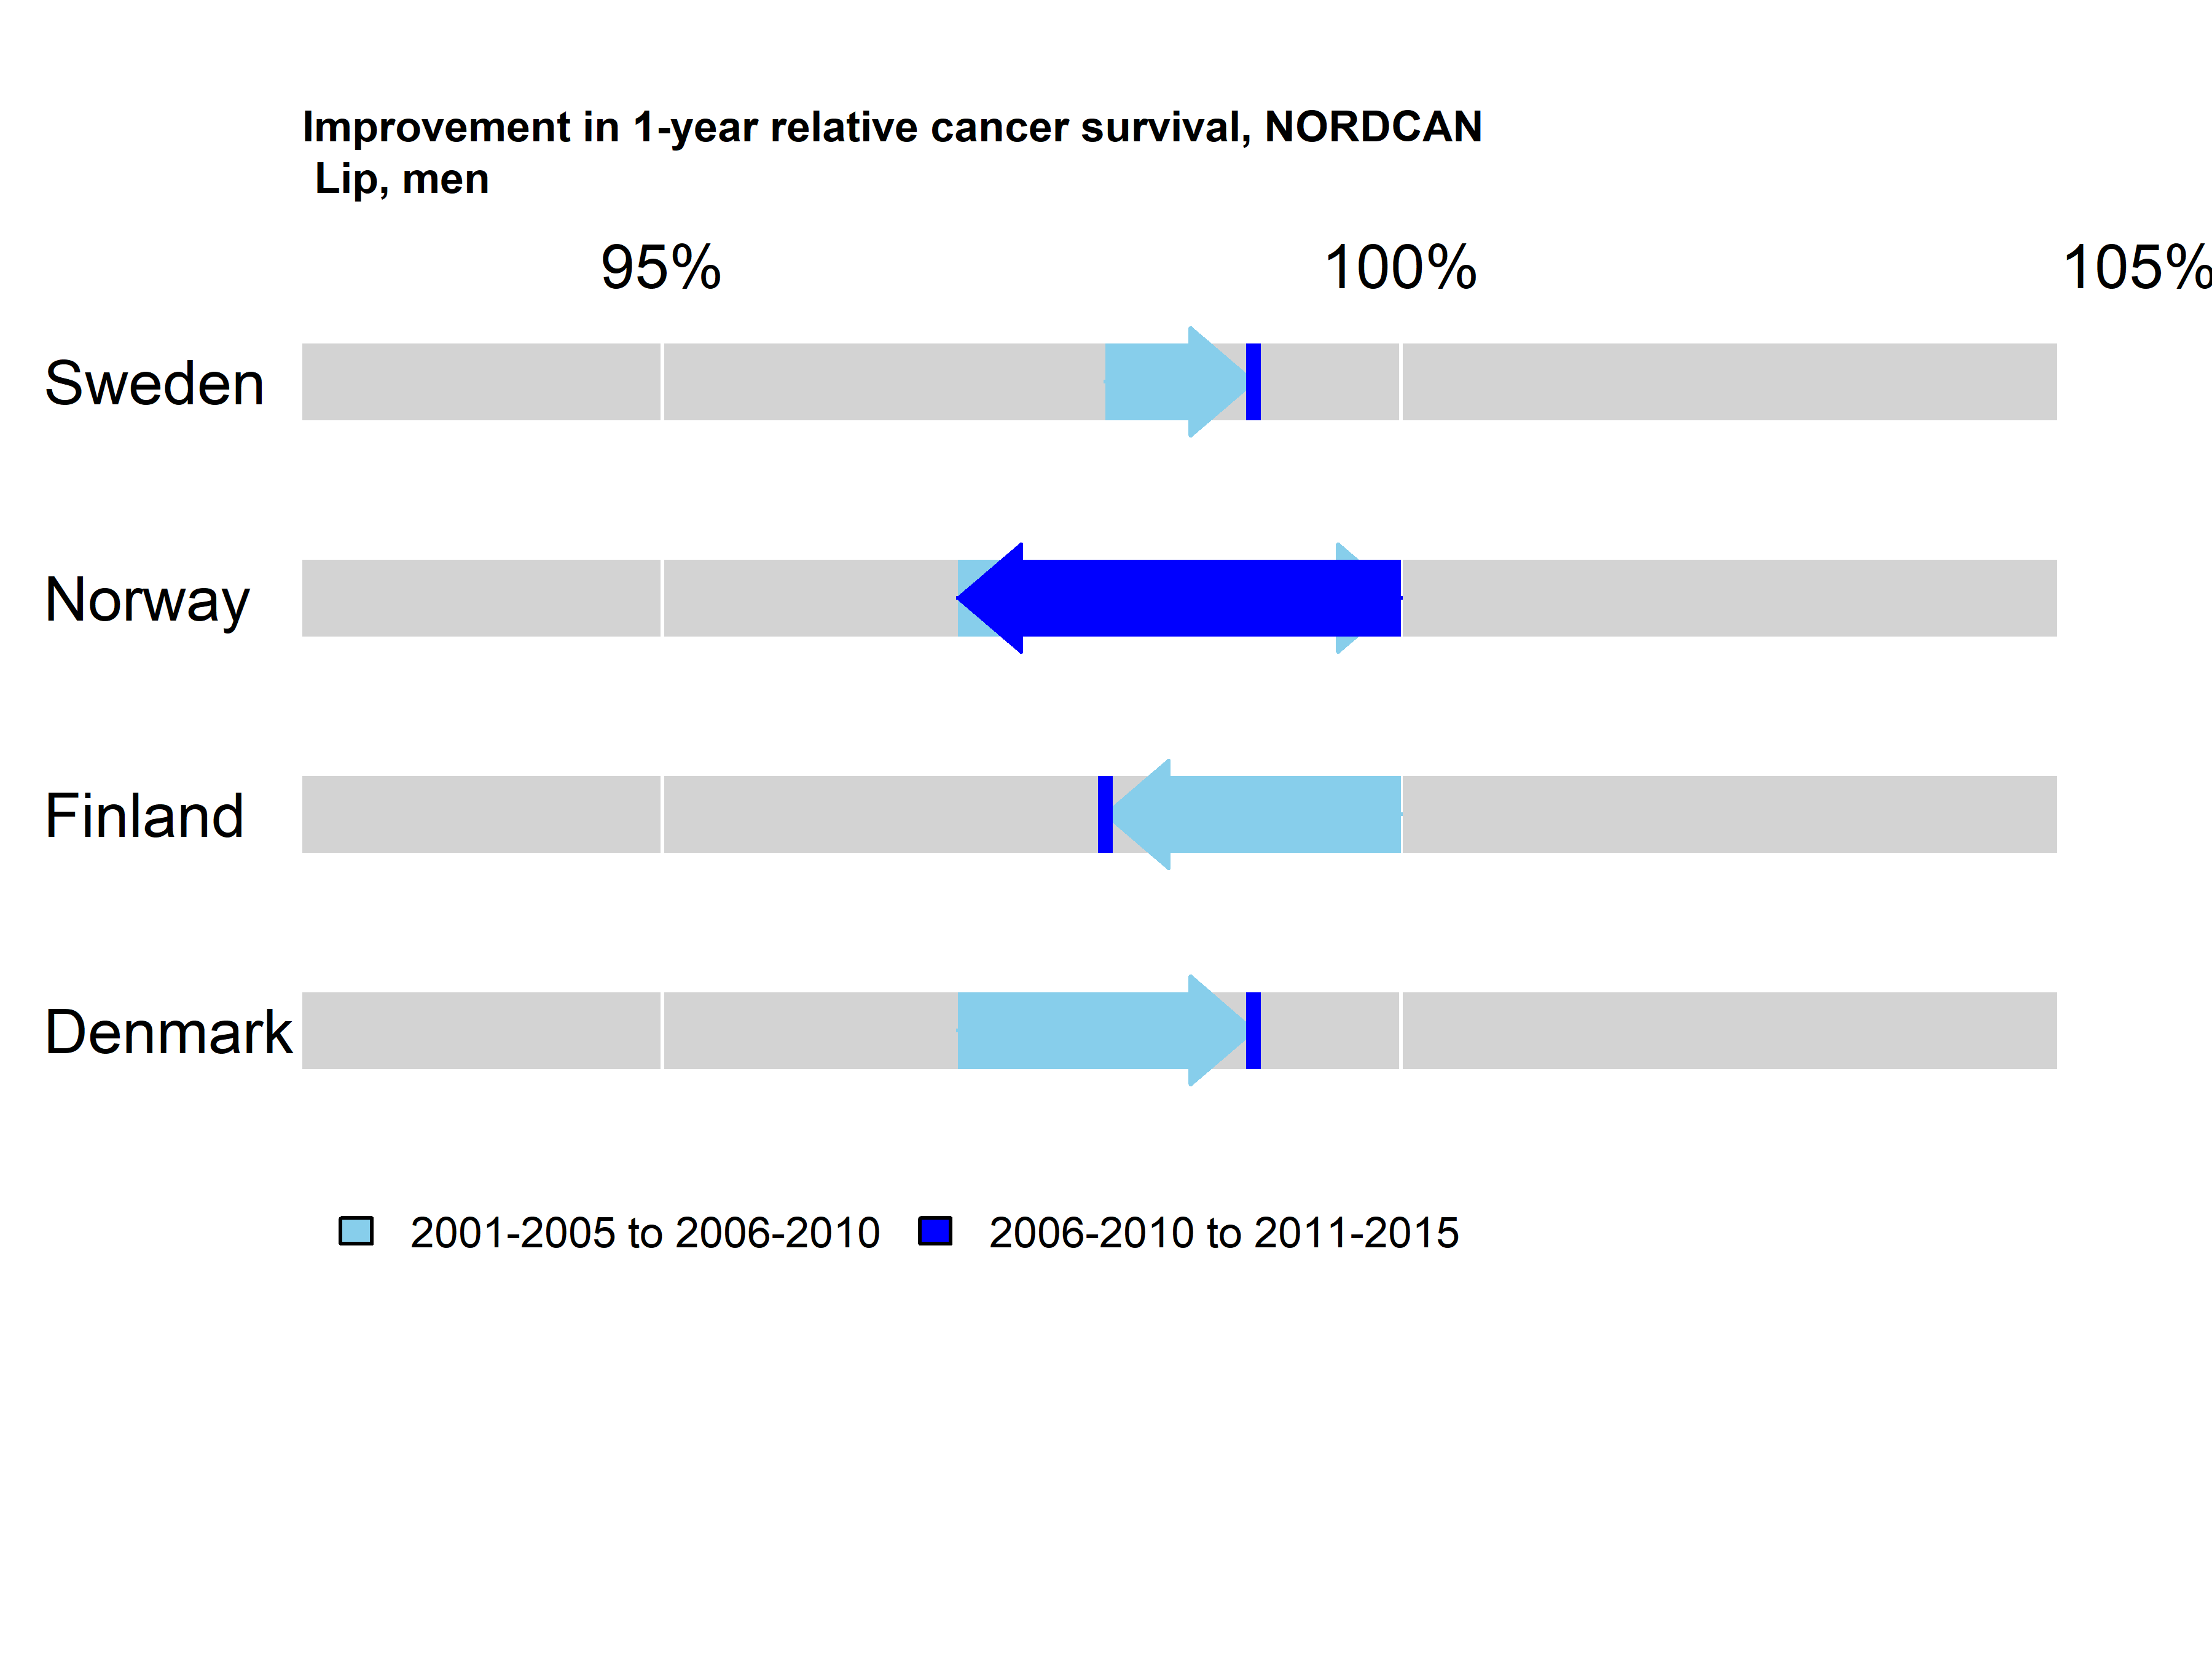 Improvement in 1-year relative cancer survival, NORDCAN
Lip, men
95% 100% 105%
Sweden
Norway
Finland
Denmark
2001-2005 to 2006-2010 2006-2010 to 2011-2015